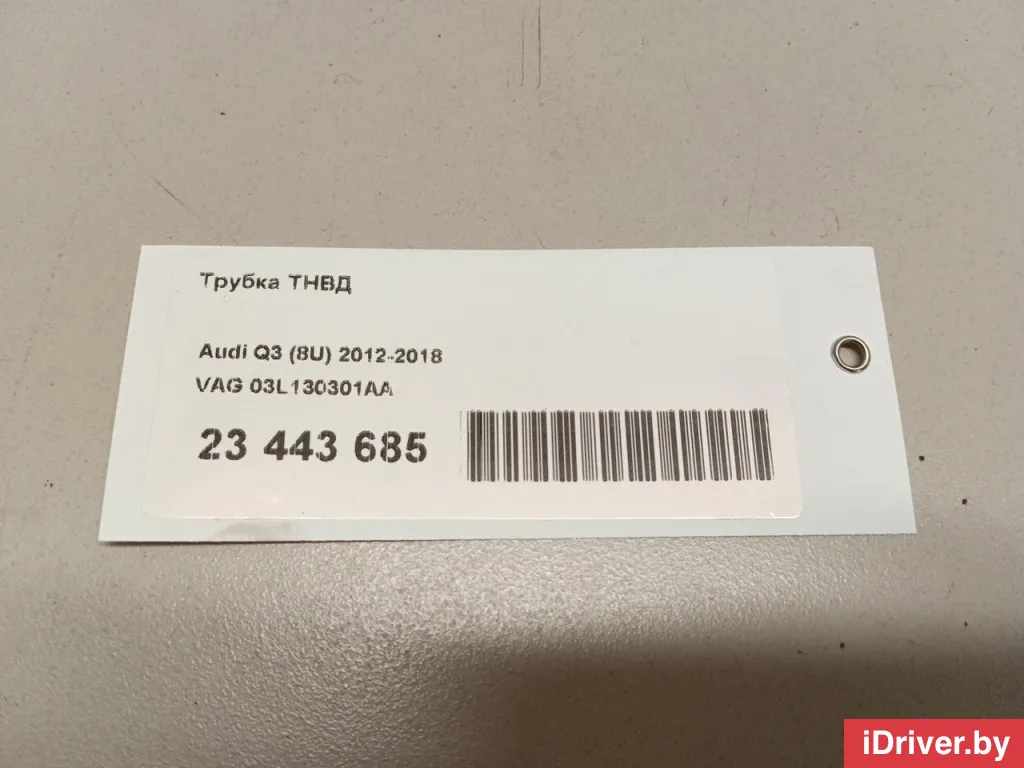 Трубка ТНВД
Audi Q3 (8U) 2012-2018
VAG 03L130301AA
23 443 685
iDriver.by